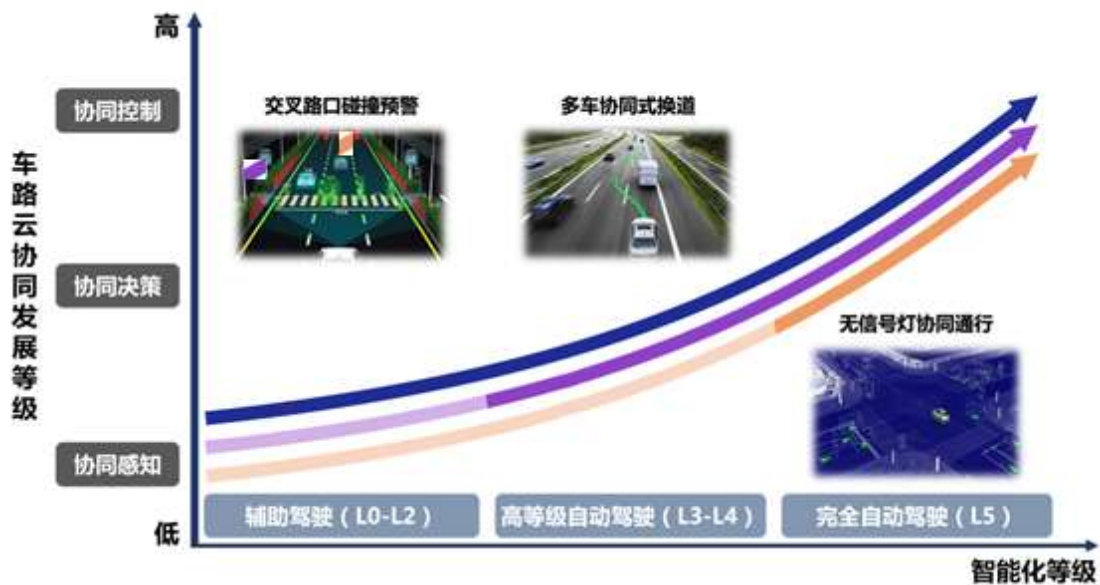 高
协同控制
交叉路口碰撞预警
多车协同式换道
车路云协同发展等级
协同决策
无信号灯协同通行
协同感知
辅助驾驶（L0-L2）
高等级自动驾驶（L3-L4）
完全自动驾驶（L5）
低
智能化等级